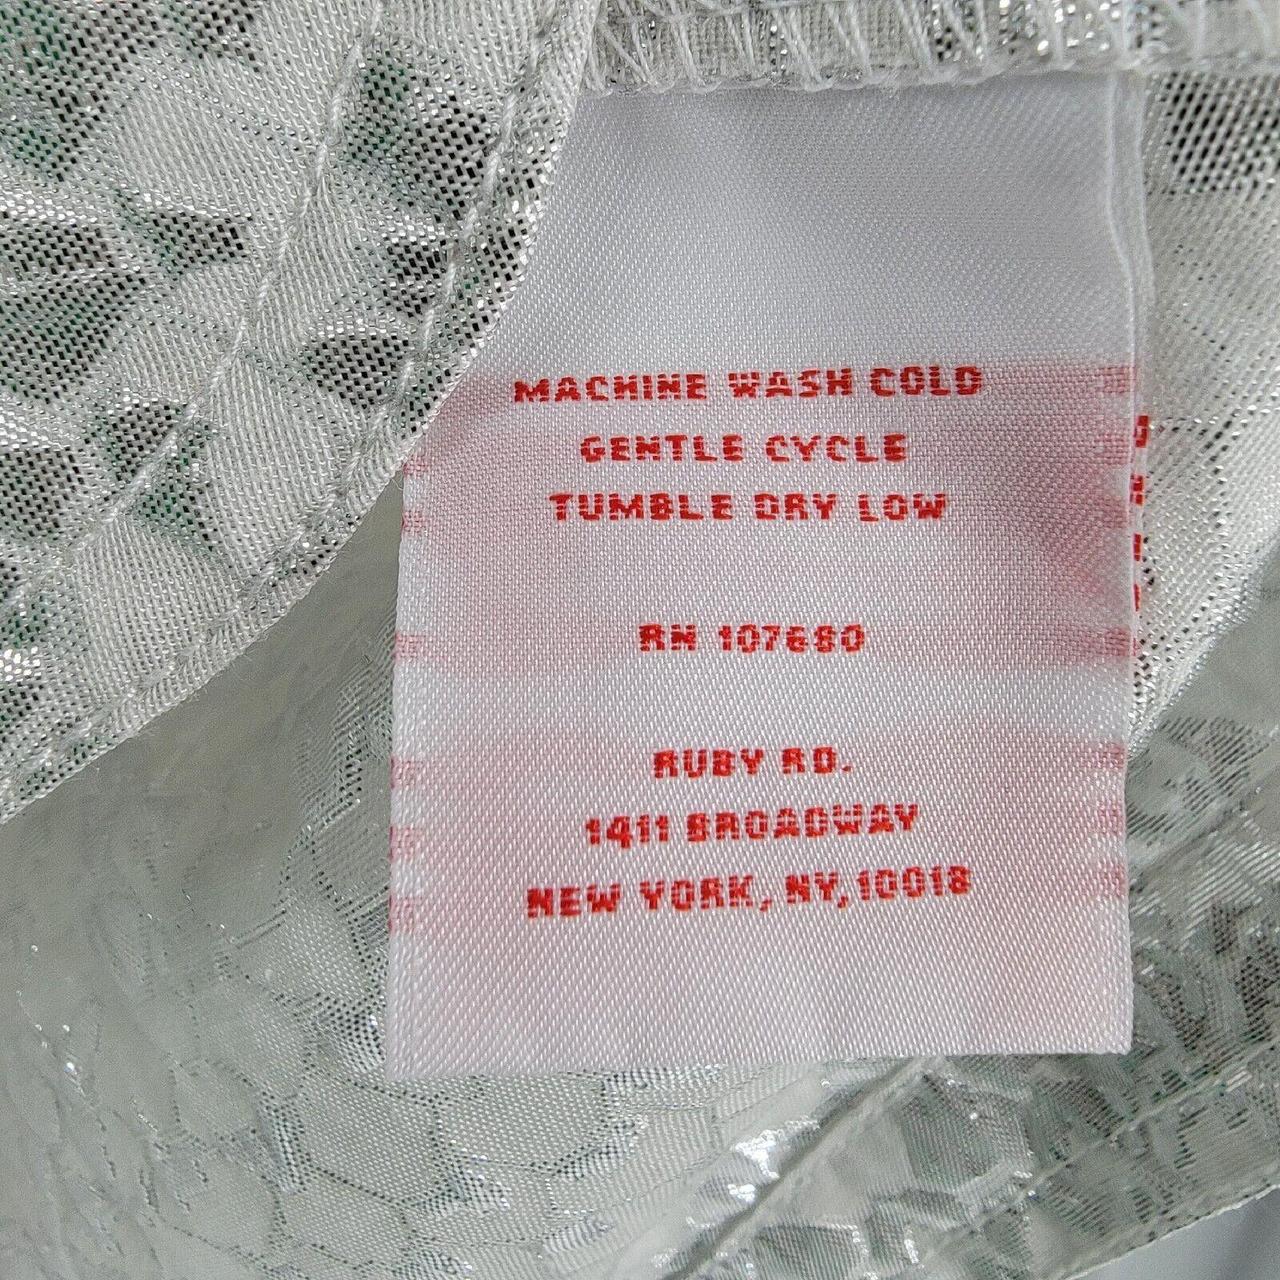 MACHINE WASH COLD
GENTLE CYCLE
TUMBLE DRY LOW
RN 107680
RUBY RD.
1411 BROADWAY
NEW YORK, NY, 10018